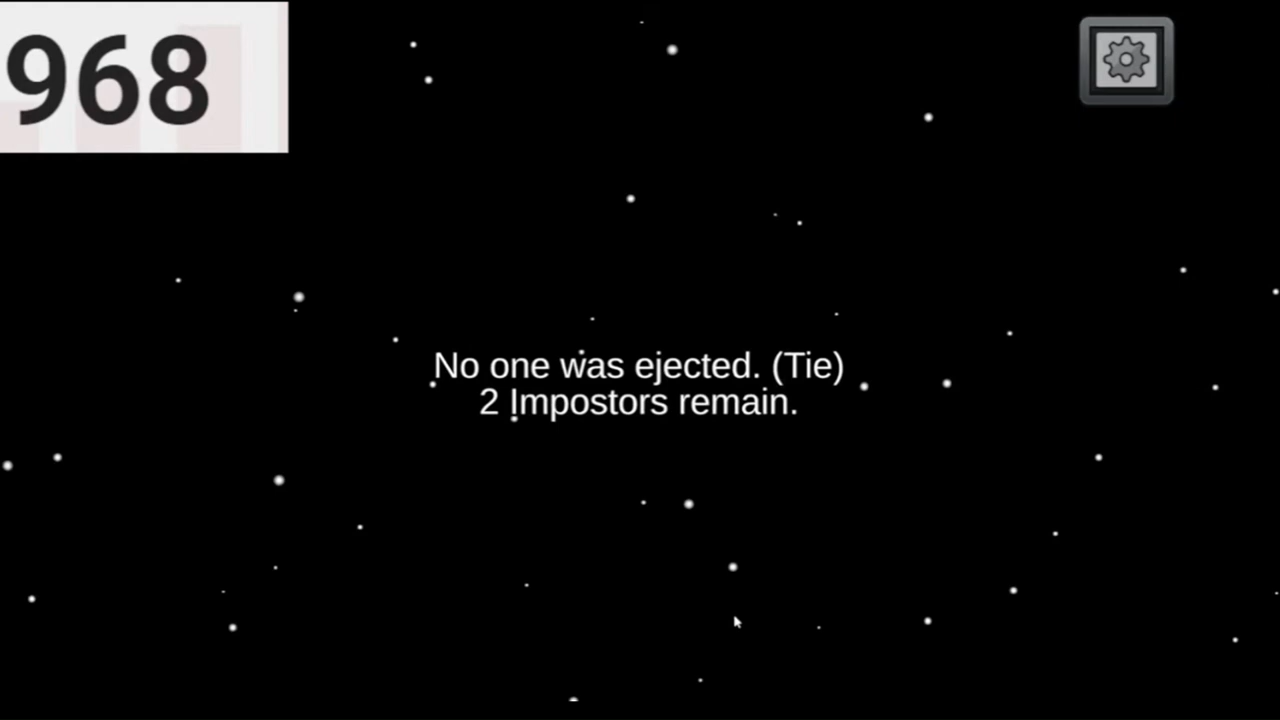 968
No one was ejected. (Tie)
2 Impostors remain.